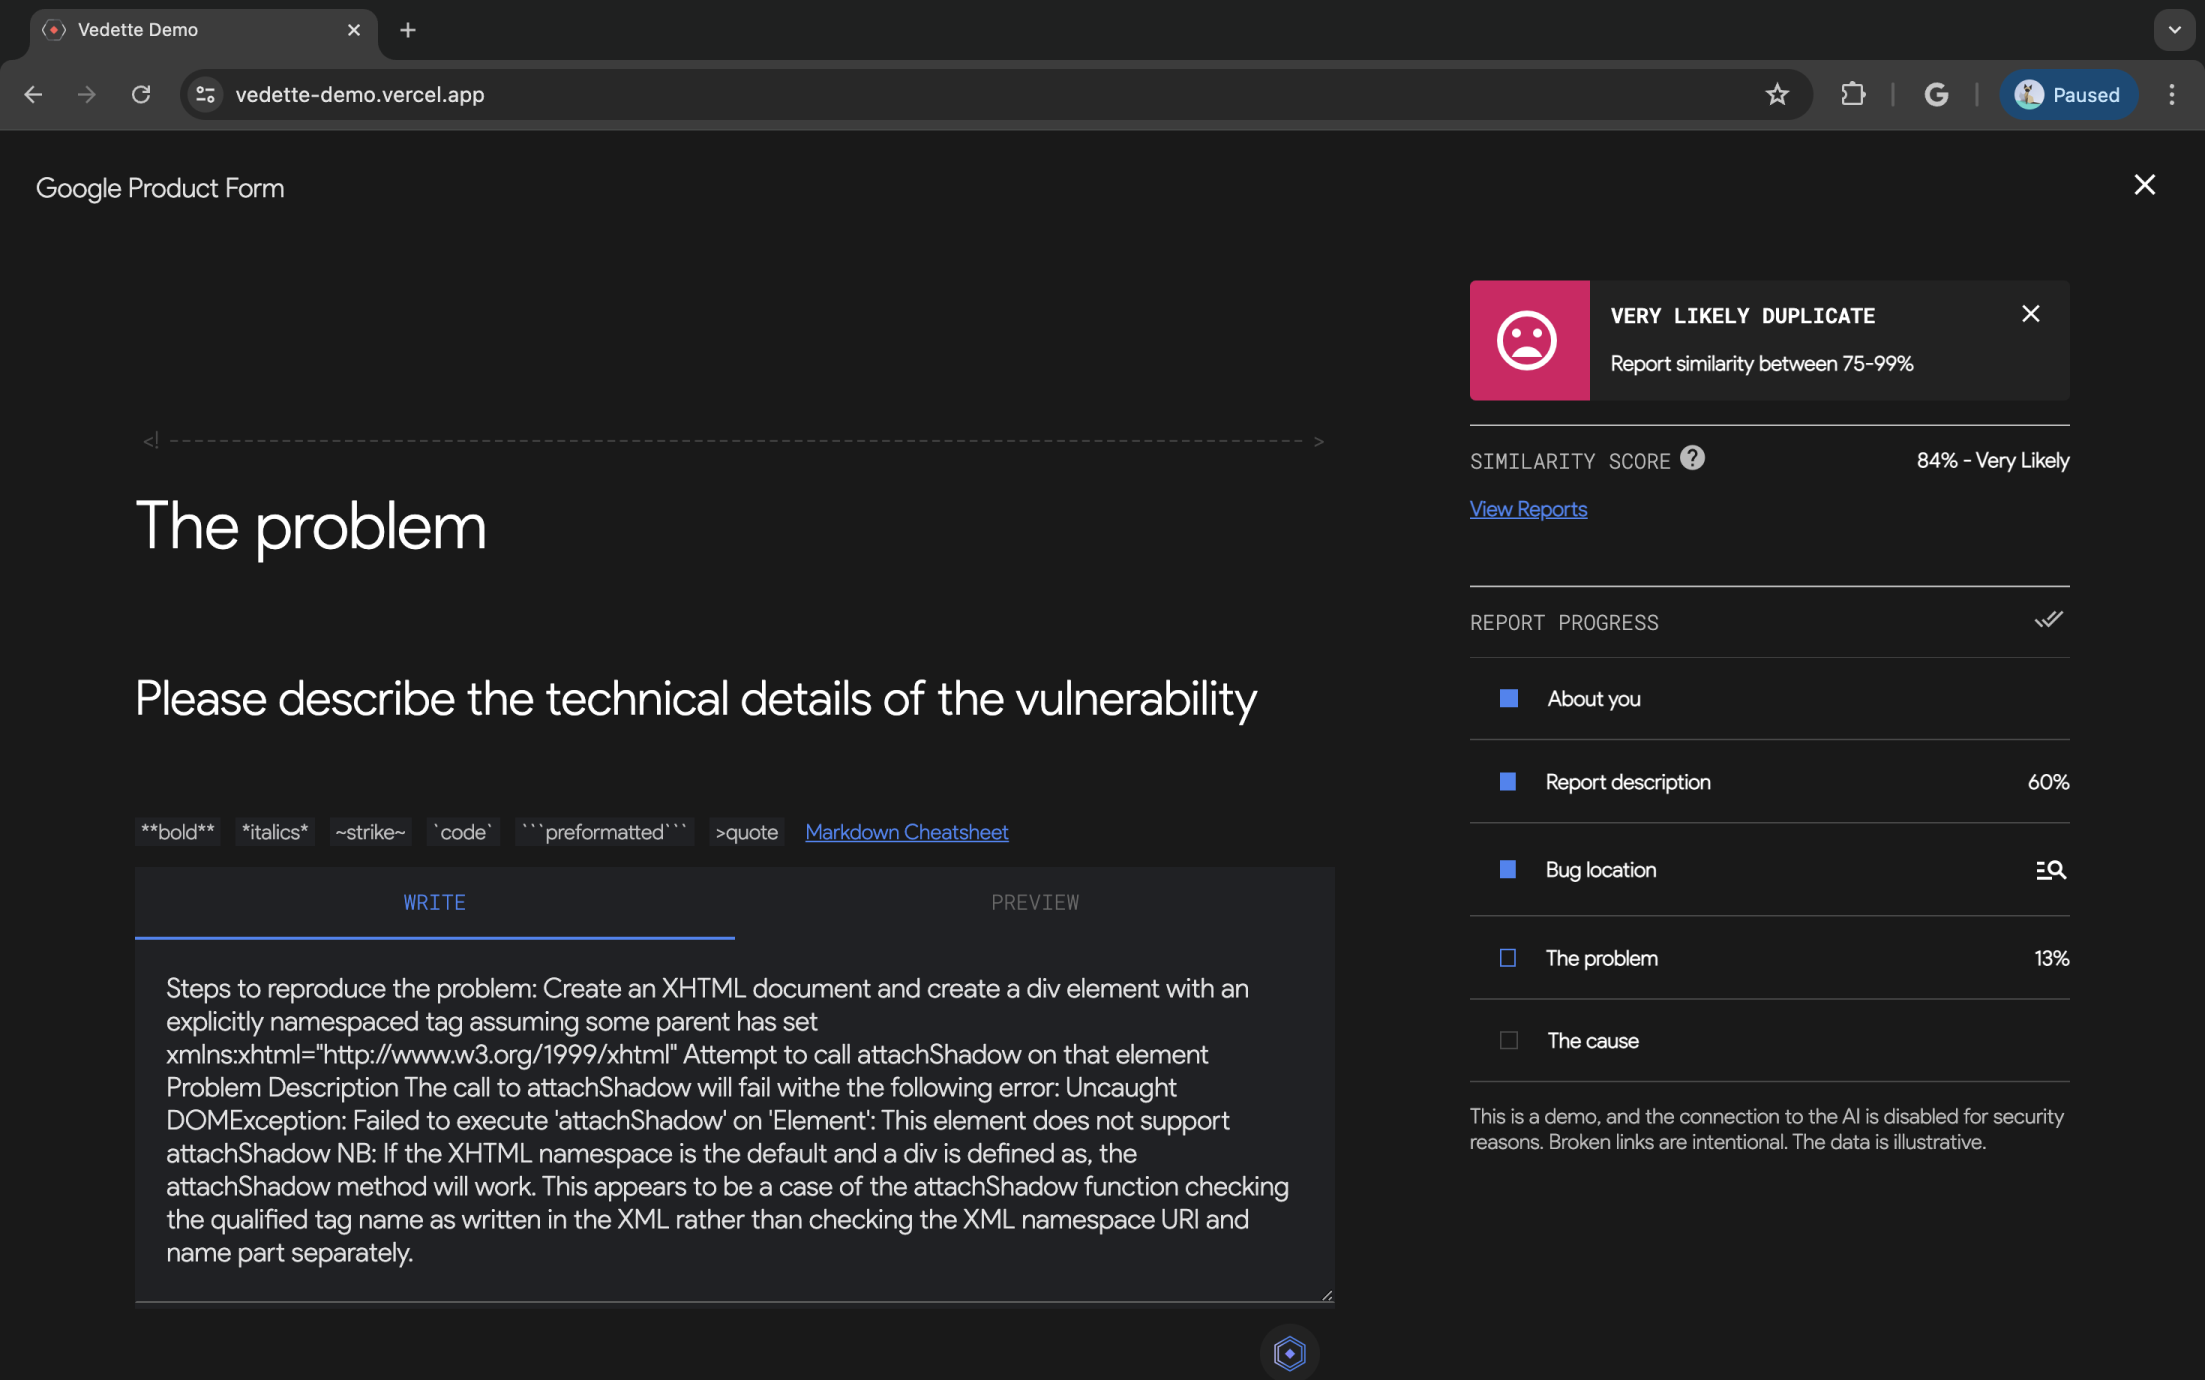 Vedette Demo
vedette-demo.vercel.app
Paused
Google Product Form
VERY LIKELY DUPLICATE
Report similarity between 75-99%
<! >
SIMILARITY SCORE ?
84% - Very Likely
View Reports
The problem
REPORT PROGRESS
Please describe the technical details of the vulnerability
About you
Report description 60%
**bold** *italics* ~strike~ `code` ```preformatted``` >quote Markdown Cheatsheet
Bug location
WRITE PREVIEW
The problem 13%
Steps to reproduce the problem: Create an XHTML document and create a div element with an
explicitly namespaced tag assuming some parent has set
xmlns:xhtml="http://www.w3.org/1999/xhtml" Attempt to call attachShadow on that element
Problem Description The call to attachShadow will fail withe the following error: Uncaught
DOMException: Failed to execute 'attachShadow' on 'Element': This element does not support
attachShadow NB: If the XHTML namespace is the default and a div is defined as, the
attachShadow method will work. This appears to be a case of the attachShadow function checking
the qualified tag name as written in the XML rather than checking the XML namespace URI and
name part separately.
The cause
This is a demo, and the connection to the AI is disabled for security
reasons. Broken links are intentional. The data is illustrative.